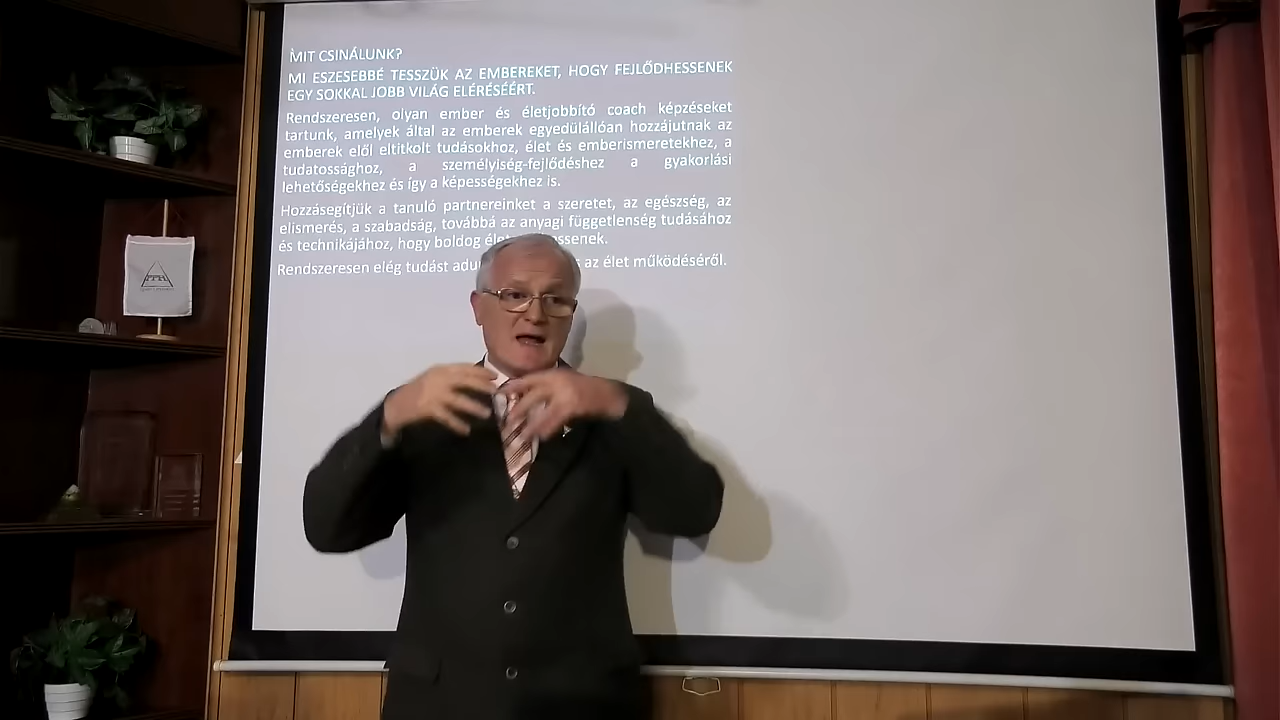 MIT CSINÁLUNK?
MI ESZESEBBÉ TESSZÜK AZ EMBEREKET, HOGY FEJLŐDHESSENEK
EGY SOKKAL JOBB VILÁG ELÉRÉSÉÉRT.
Rendszeresen, olyan ember és életjobbító coach képzéseket
tartunk, amelyek által az emberek egyedülállóan hozzájutnak az
emberek elől eltitkolt tudásokhoz, élet és emberismeretekhez, a
tudatossághoz, a személyiség-fejlődéshez a gyakorlási
lehetőségekhez és így a képességekhez is.
Hozzásegítjük a tanuló partnereinket a szeretet, az egészség, az
elismerés, a szabadság, továbbá az anyagi függetlenség tudásához
és technikájához, hogy boldog
Rendszeresen elég tudást az élet működéséről.